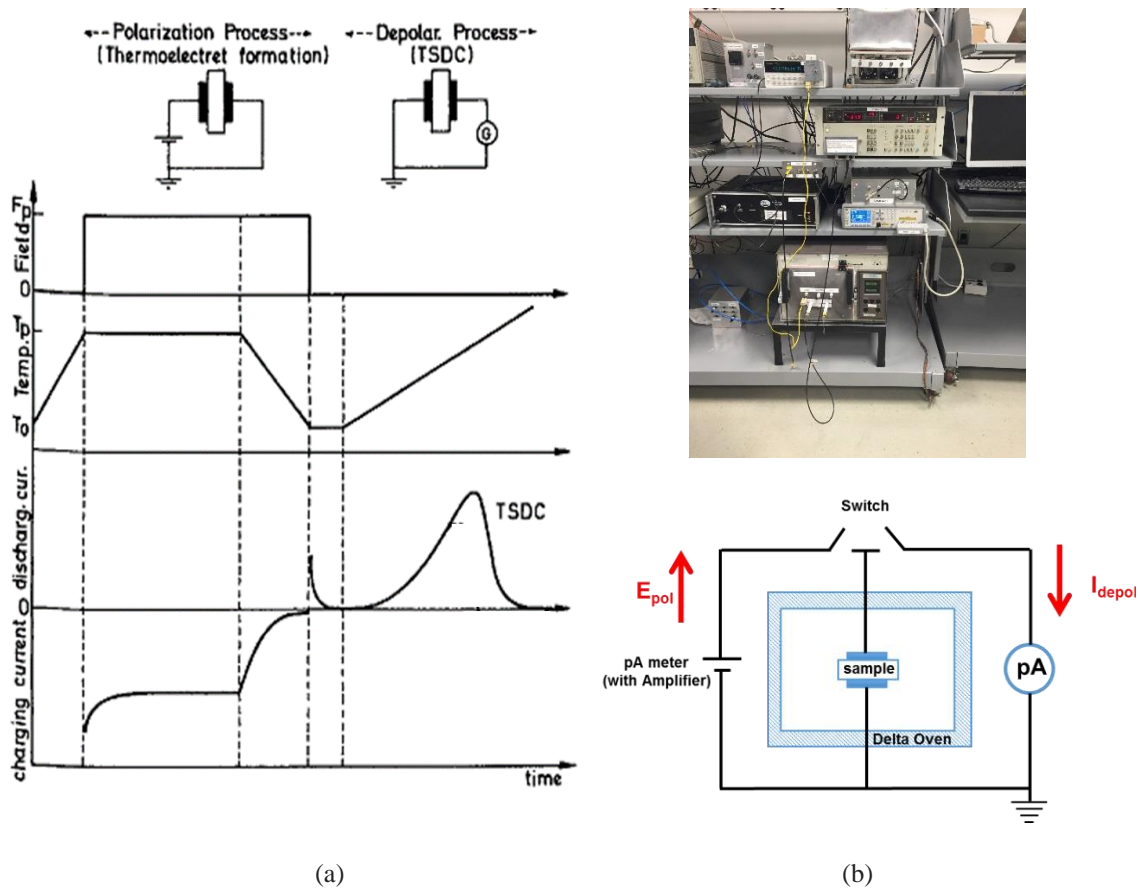 ◄-- Polarization Process --►
(Thermoelectret formation)
◄-- Depolar. Process --►
(TSDC)
G
Fp
Field
0
Tp
Temp.
T0
discharg. cur.
0
charging current
TSDC
time
Switch
Epol
Idepol
pA meter
(with Amplifier)
sample
pA
Delta Oven
(a)
(b)